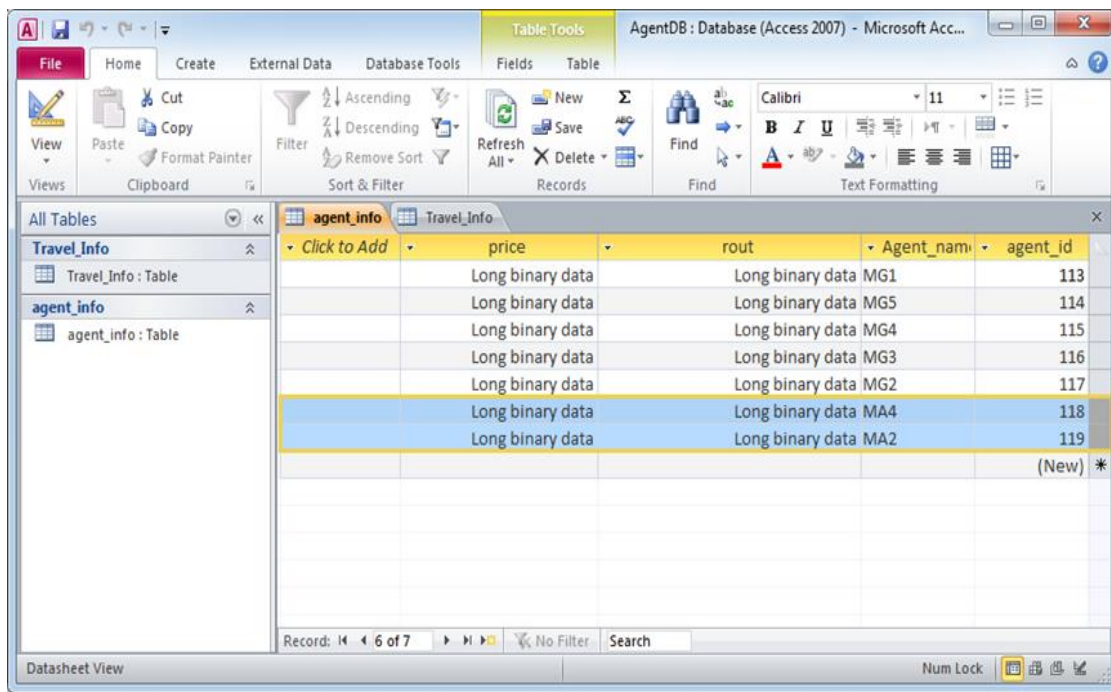 Table Tools
AgentDB : Database (Access 2007) - Microsoft Acc...
File Home Create External Data Database Tools Fields Table
View
Paste
Cut
Copy
Format Painter
Filter
Ascending
Descending
Remove Sort
Refresh All
New
Save
Delete
Find
Calibri 11
B I U
Views Clipboard Sort & Filter Records Find Text Formatting
All Tables
Travel_Info
Travel_Info : Table
agent_info
agent_info : Table
agent_info Travel_Info
Click to Add price rout Agent_nam agent_id
Long binary data Long binary data MG1 113
Long binary data Long binary data MG5 114
Long binary data Long binary data MG4 115
Long binary data Long binary data MG3 116
Long binary data Long binary data MG2 117
Long binary data Long binary data MA4 118
Long binary data Long binary data MA2 119
(New)
Record: 6 of 7 No Filter Search
Datasheet View Num Lock